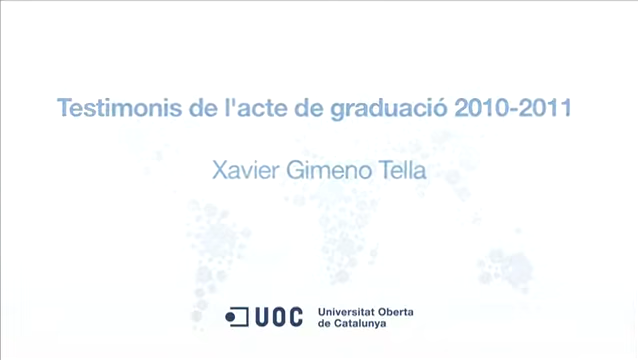 Testimonis de l'acte de graduació 2010-2011
Xavier Gimeno Tella
UOC
Universitat Oberta
de Catalunya